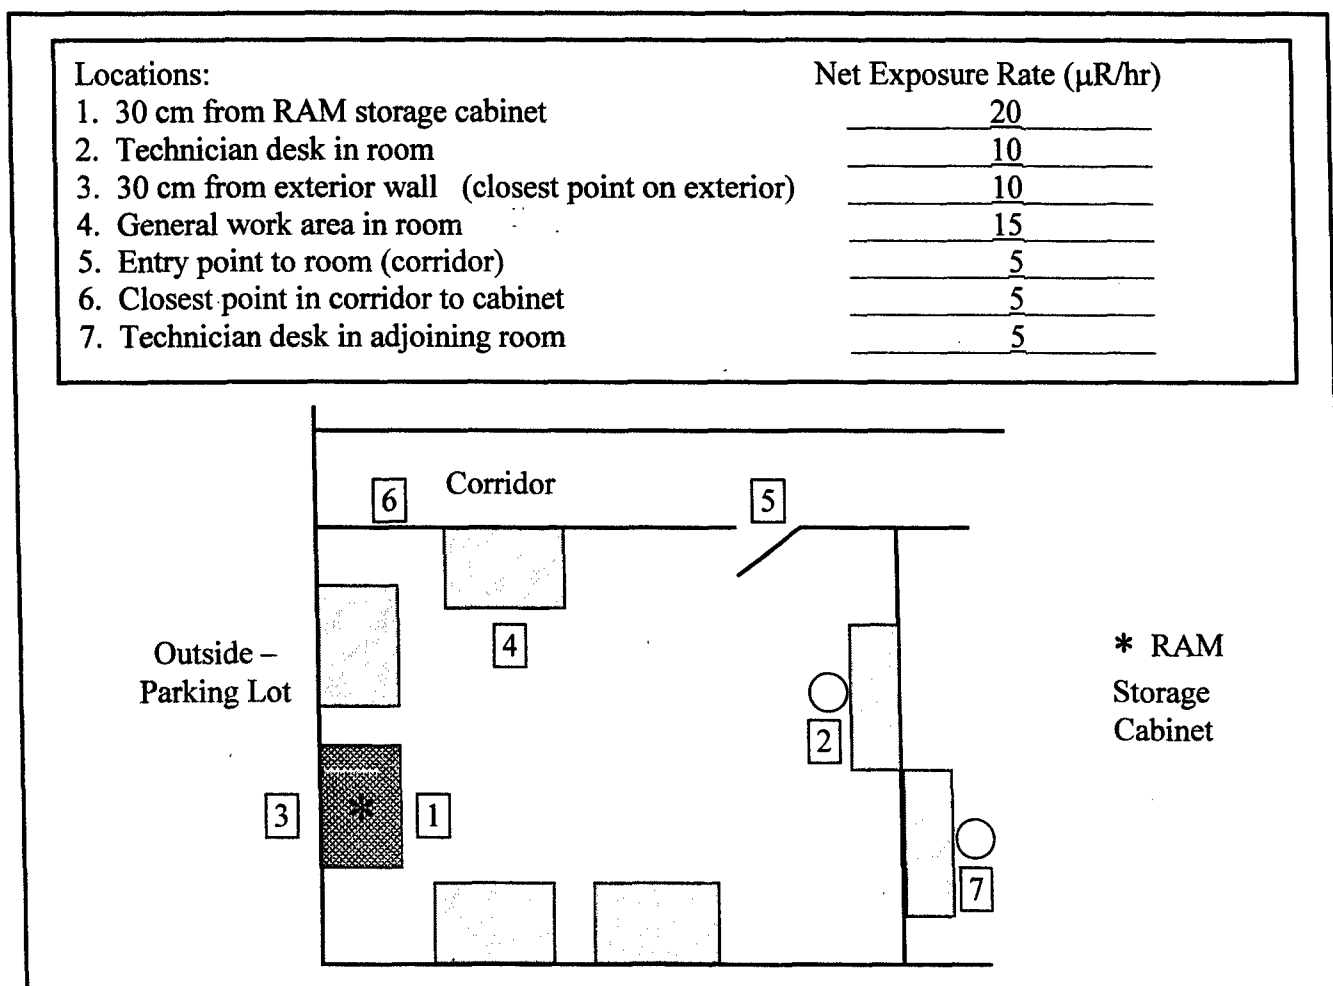 Locations: Net Exposure Rate (μR/hr)
1. 30 cm from RAM storage cabinet 20
2. Technician desk in room 10
3. 30 cm from exterior wall (closest point on exterior) 10
4. General work area in room 15
5. Entry point to room (corridor) 5
6. Closest point in corridor to cabinet 5
7. Technician desk in adjoining room 5
6 Corridor 5
4
Outside –
Parking Lot
* RAM
Storage
Cabinet
2
3 * 1
7